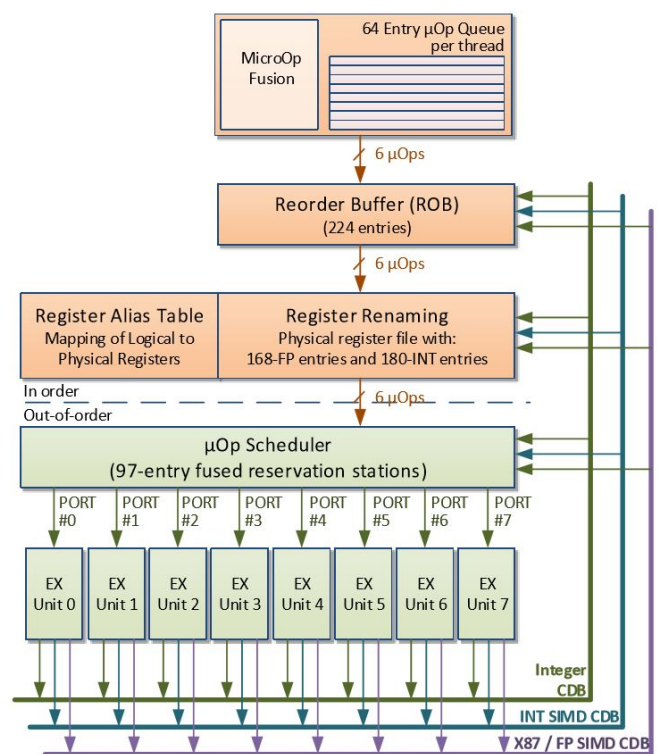 64 Entry µOp Queue
per thread
MicroOp
Fusion
6 µOps
Reorder Buffer (ROB)
(224 entries)
6 µOps
Register Alias Table
Mapping of Logical to
Physical Registers
Register Renaming
Physical register file with:
168-FP entries and 180-INT entries
In order
6 µOps
Out-of-order
µOp Scheduler
(97-entry fused reservation stations)
PORT
#0
PORT
#1
PORT
#2
PORT
#3
PORT
#4
PORT
#5
PORT
#6
PORT
#7
EX
Unit 0
EX
Unit 1
EX
Unit 2
EX
Unit 3
EX
Unit 4
EX
Unit 5
EX
Unit 6
EX
Unit 7
Integer
CDB
INT SIMD CDB
X87 / FP SIMD CDB